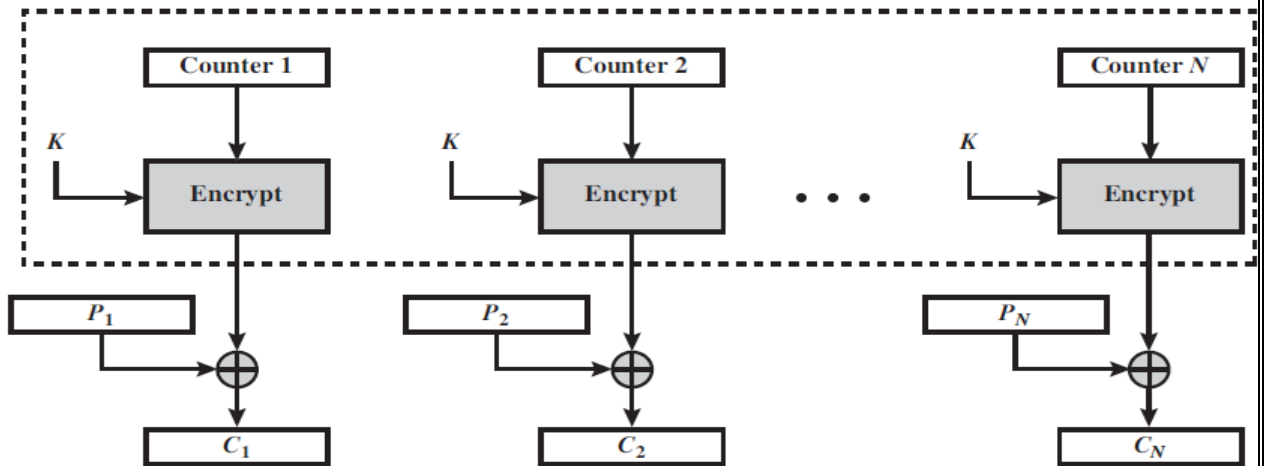 Counter 1 Counter 2 Counter N
K K K
Encrypt Encrypt • • • Encrypt
P1 P2 PN
C1 C2 CN